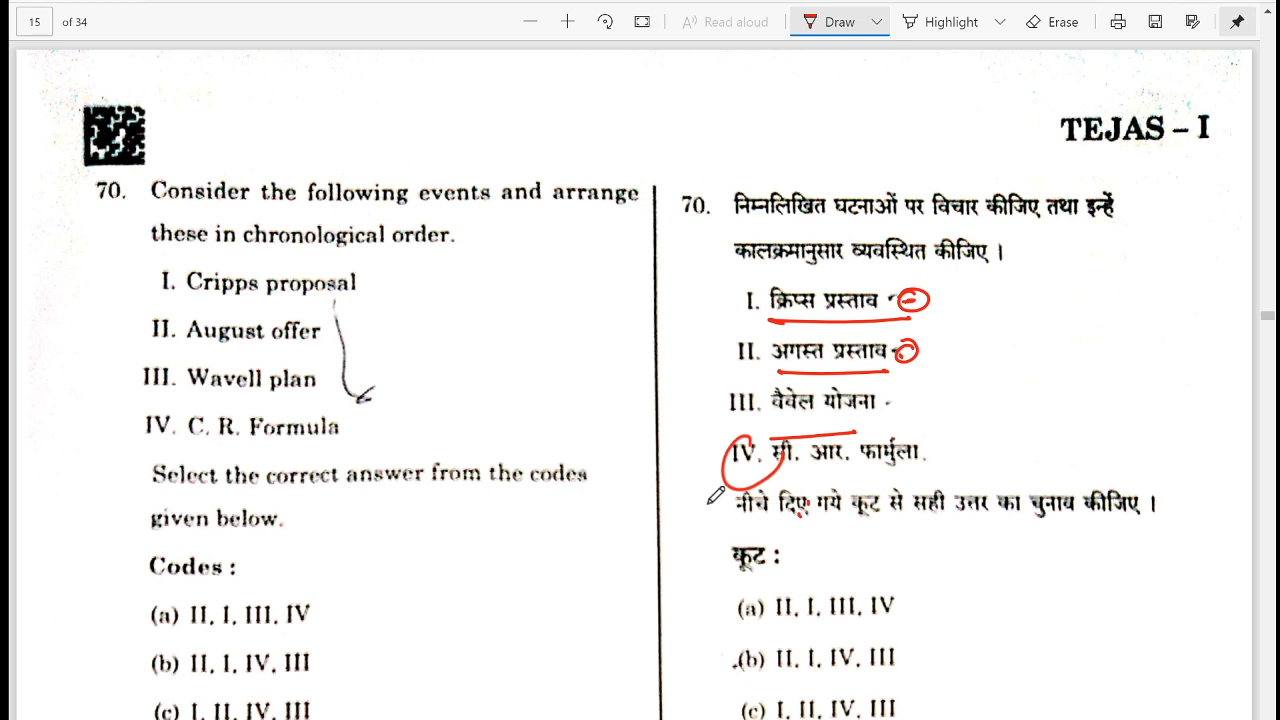 15 of 34 Read aloud Draw Highlight Erase
TEJAS – I
70. Consider the following events and arrange
these in chronological order.
I. Cripps proposal
II. August offer
III. Wavell plan
IV. C. R. Formula
Select the correct answer from the codes
given below.
Codes :
(a) II, I, III, IV
(b) II, I, IV, III
(c) I, II, IV, III
70. निम्नलिखित घटनाओं पर विचार कीजिए तथा इन्हें
कालक्रमानुसार व्यवस्थित कीजिए ।
I. क्रिप्स प्रस्ताव
II. अगस्त प्रस्ताव
III. वैवेल योजना
IV. सी. आर. फार्मुला.
नीचे दिए गये कूट से सही उत्तर का चुनाव कीजिए ।
कूट :
(a) II, I, III, IV
(b) II, I, IV, III
(c) I, II, IV, III